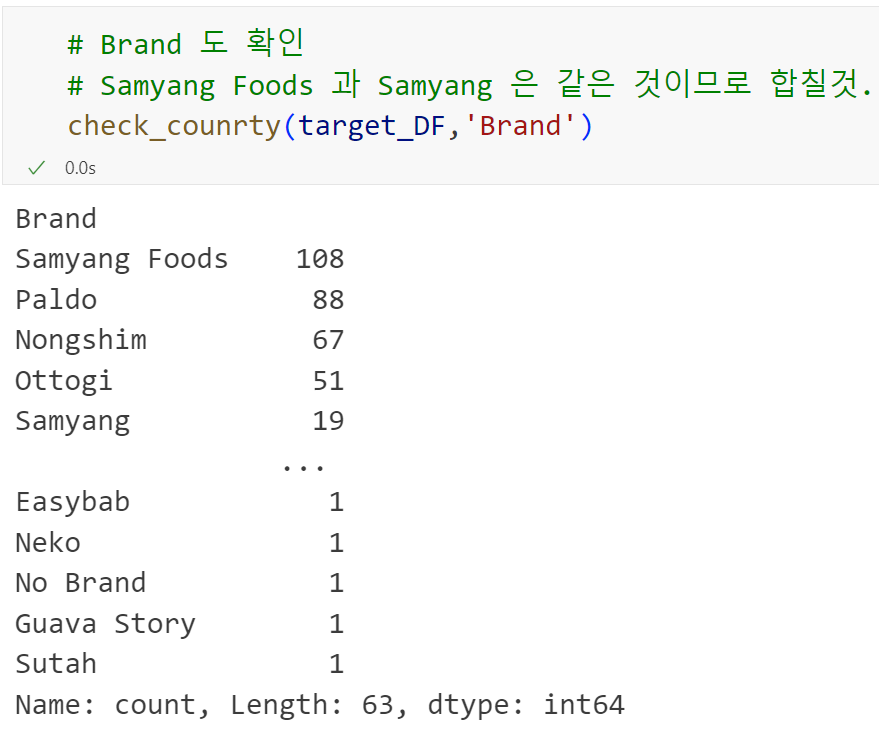 # Brand 도 확인
# Samyang Foods 과 Samyang 은 같은 것이므로 합칠것.
check_counrty(target_DF,'Brand')
0.0s
Brand
Samyang Foods    108
Paldo             88
Nongshim          67
Ottogi            51
Samyang           19
                ...
Easybab            1
Neko               1
No Brand           1
Guava Story        1
Sutah              1
Name: count, Length: 63, dtype: int64